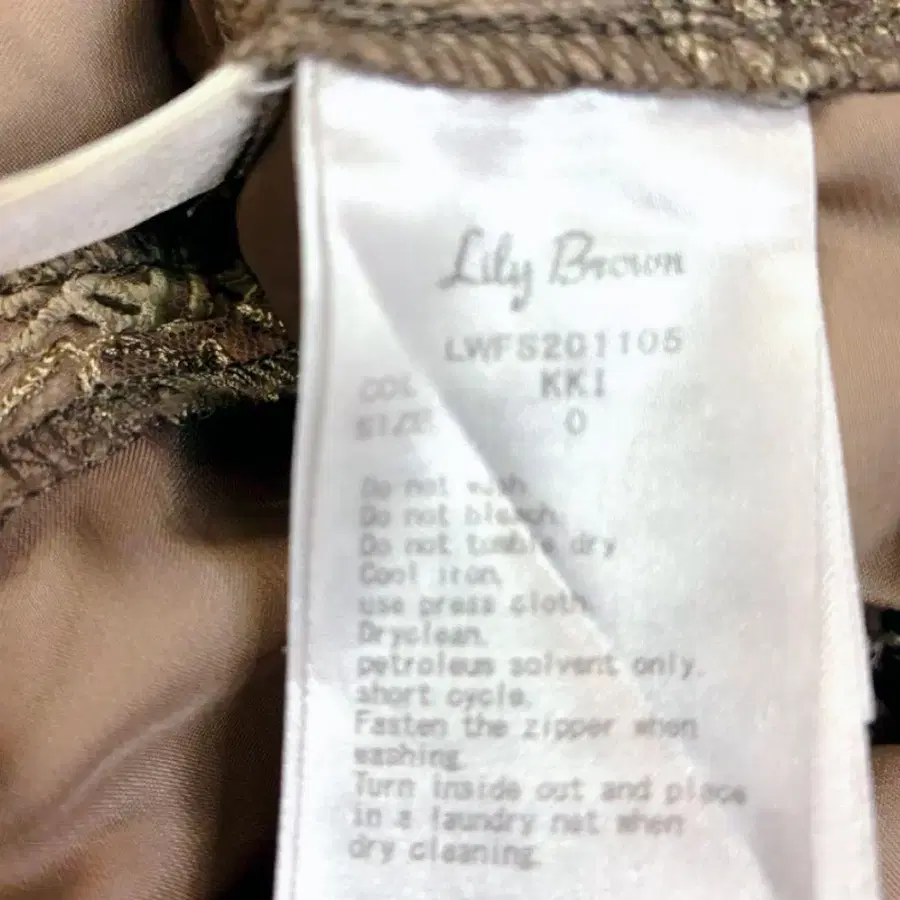 Lily Brown
LWFS201105
COL KKI
SIZE 0
Do not wash
Do not bleach.
Do not tumble dry
Cool iron.
use press cloth.
Dryclean.
petroleum solvent only.
short cycle.
Fasten the zipper when
washing.
Turn inside out and place
in a laundry net when
dry cleaning.